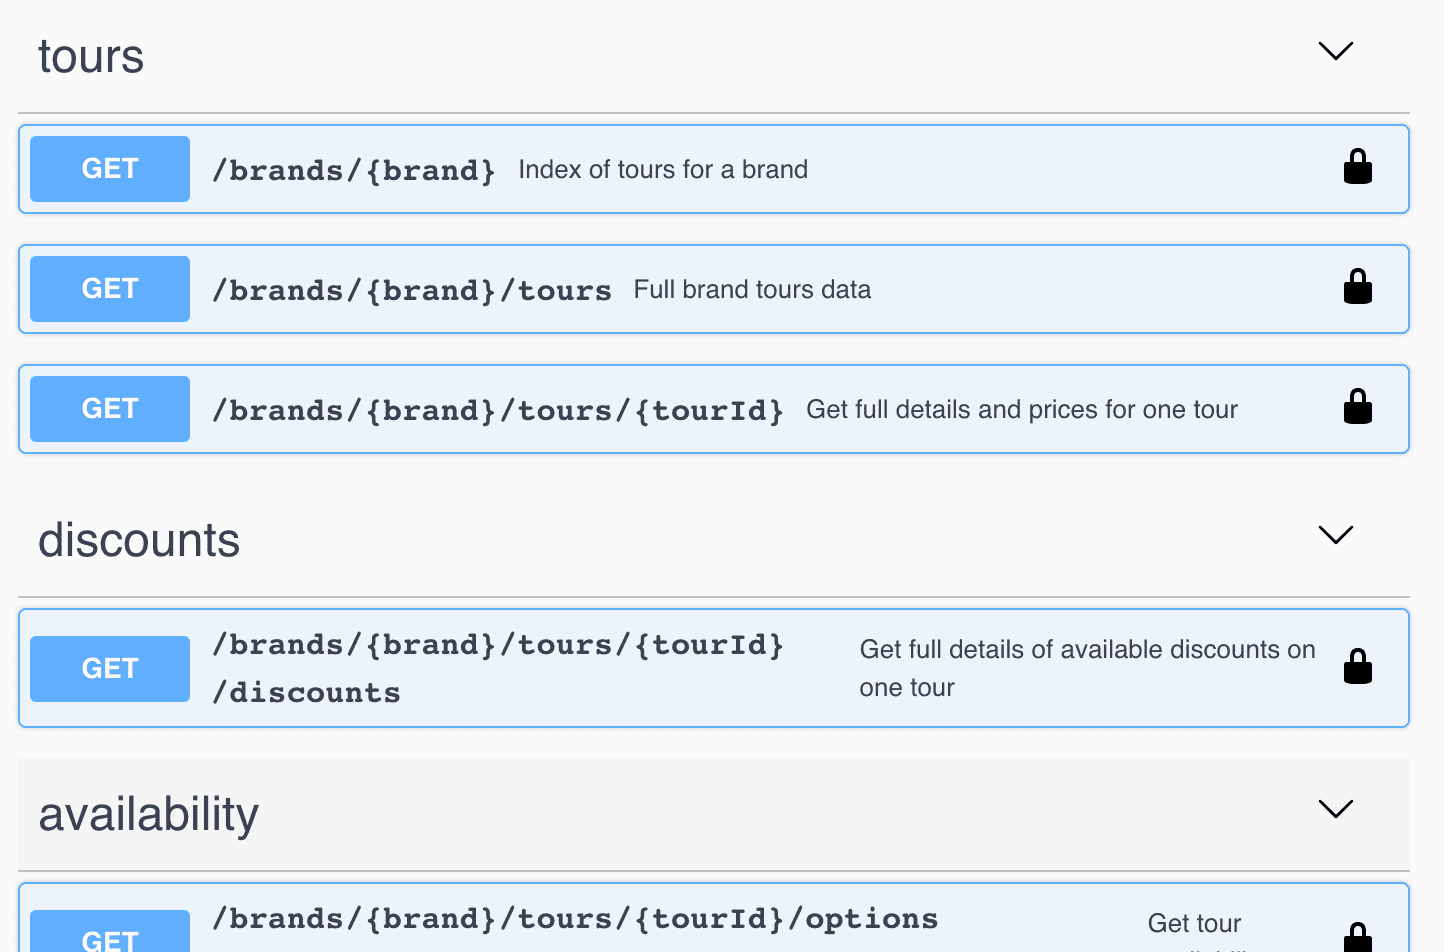 tours
GET /brands/{brand} Index of tours for a brand
GET /brands/{brand}/tours Full brand tours data
GET /brands/{brand}/tours/{tourId} Get full details and prices for one tour
discounts
GET /brands/{brand}/tours/{tourId}
/discounts
Get full details of available discounts on
one tour
availability
GET /brands/{brand}/tours/{tourId}/options
Get tour